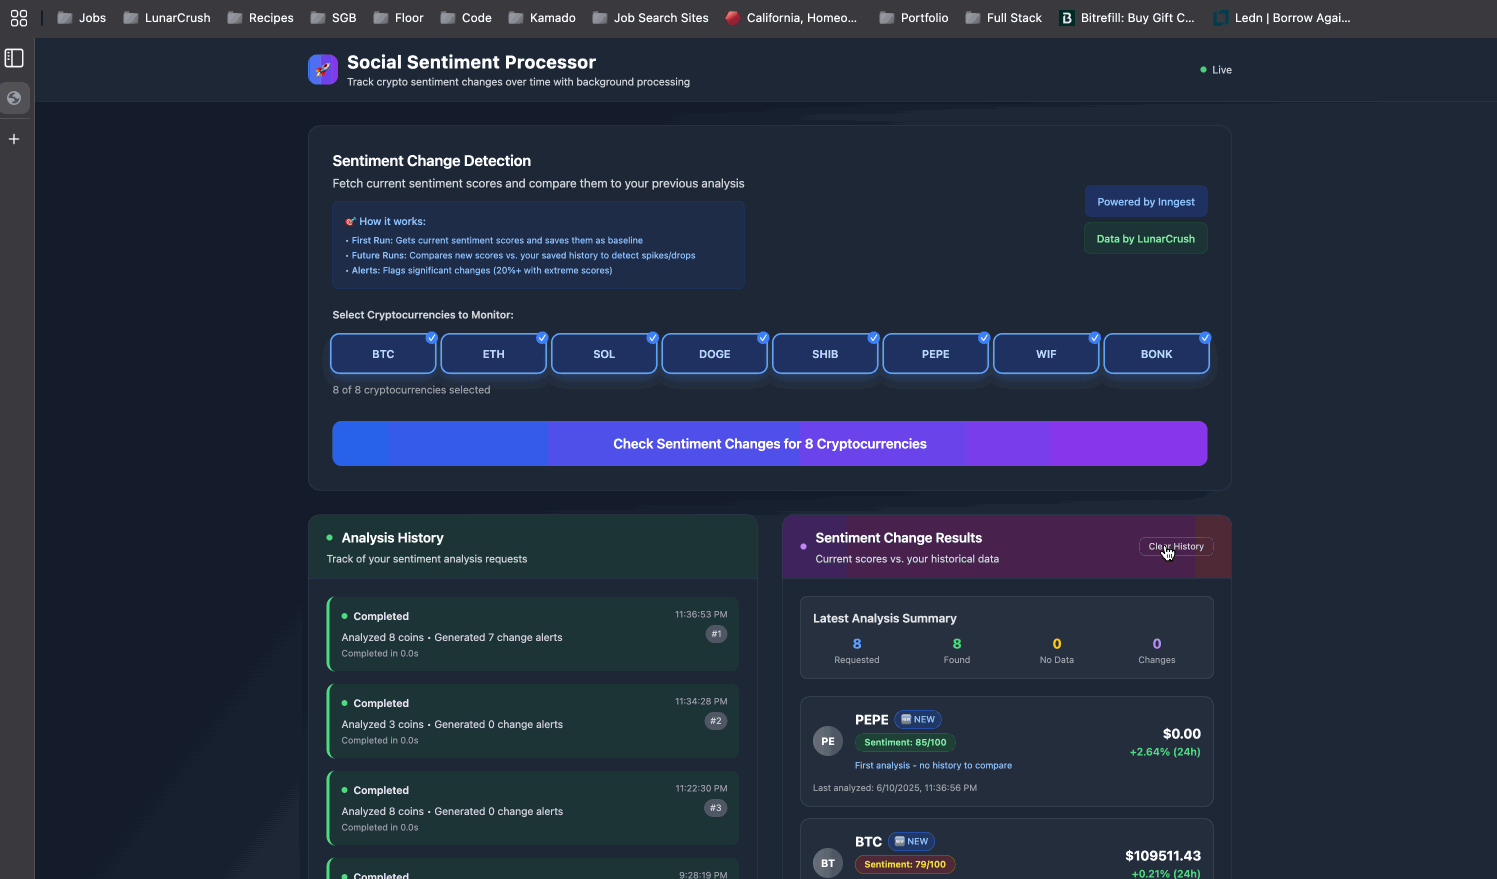 Jobs LunarCrush Recipes SGB Floor Code Kamado Job Search Sites California, Homeo... Portfolio Full Stack Bitrefill: Buy Gift C... Ledn | Borrow Agai...
Social Sentiment Processor
Track crypto sentiment changes over time with background processing
Live
Sentiment Change Detection
Fetch current sentiment scores and compare them to your previous analysis
How it works:
• First Run: Gets current sentiment scores and saves them as baseline
• Future Runs: Compares new scores vs. your saved history to detect spikes/drops
• Alerts: Flags significant changes (20%+ with extreme scores)
Powered by Inngest
Data by LunarCrush
Select Cryptocurrencies to Monitor:
BTC ETH SOL DOGE SHIB PEPE WIF BONK
8 of 8 cryptocurrencies selected
Check Sentiment Changes for 8 Cryptocurrencies
Analysis History
Track of your sentiment analysis requests
Completed 11:36:53 PM
Analyzed 8 coins • Generated 7 change alerts #1
Completed in 0.0s
Completed 11:34:28 PM
Analyzed 3 coins • Generated 0 change alerts #2
Completed in 0.0s
Completed 11:22:30 PM
Analyzed 8 coins • Generated 0 change alerts #3
Completed in 0.0s
Completed 9:28:19 PM
Sentiment Change Results
Current scores vs. your historical data
Clear History
Latest Analysis Summary
8 8 0 0
Requested Found No Data Changes
PE
PEPE NEW
Sentiment: 85/100
First analysis - no history to compare
$0.00
+2.64% (24h)
Last analyzed: 6/10/2025, 11:36:56 PM
BT
BTC NEW
Sentiment: 79/100
$109511.43
+0.21% (24h)